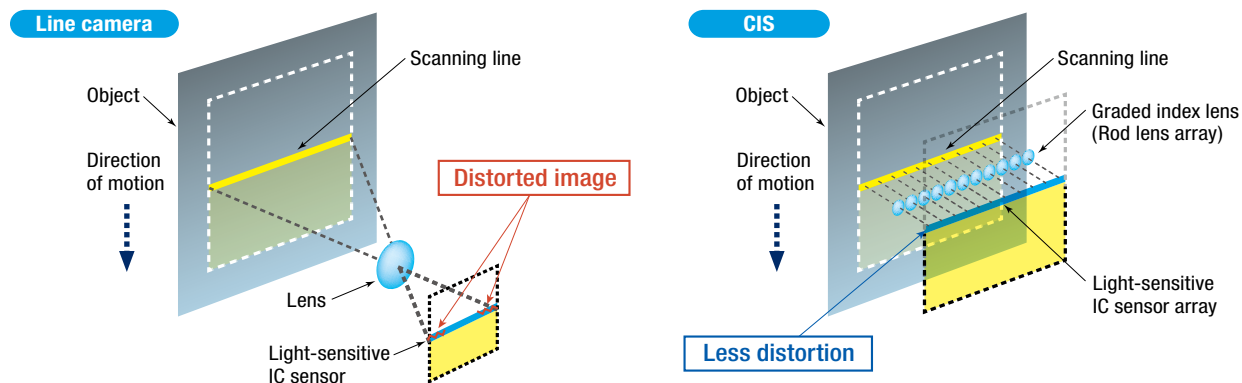 Line camera
Scanning line
Object
Direction
of motion
Distorted image
Lens
Light-sensitive
IC sensor
CIS
Scanning line
Object
Graded index lens
(Rod lens array)
Direction
of motion
Light-sensitive
IC sensor array
Less distortion